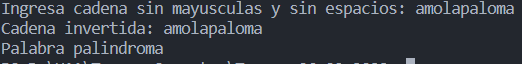 Ingresa cadena sin mayusculas y sin espacios: amolapaloma
Cadena invertida: amolapaloma
Palabra palindroma